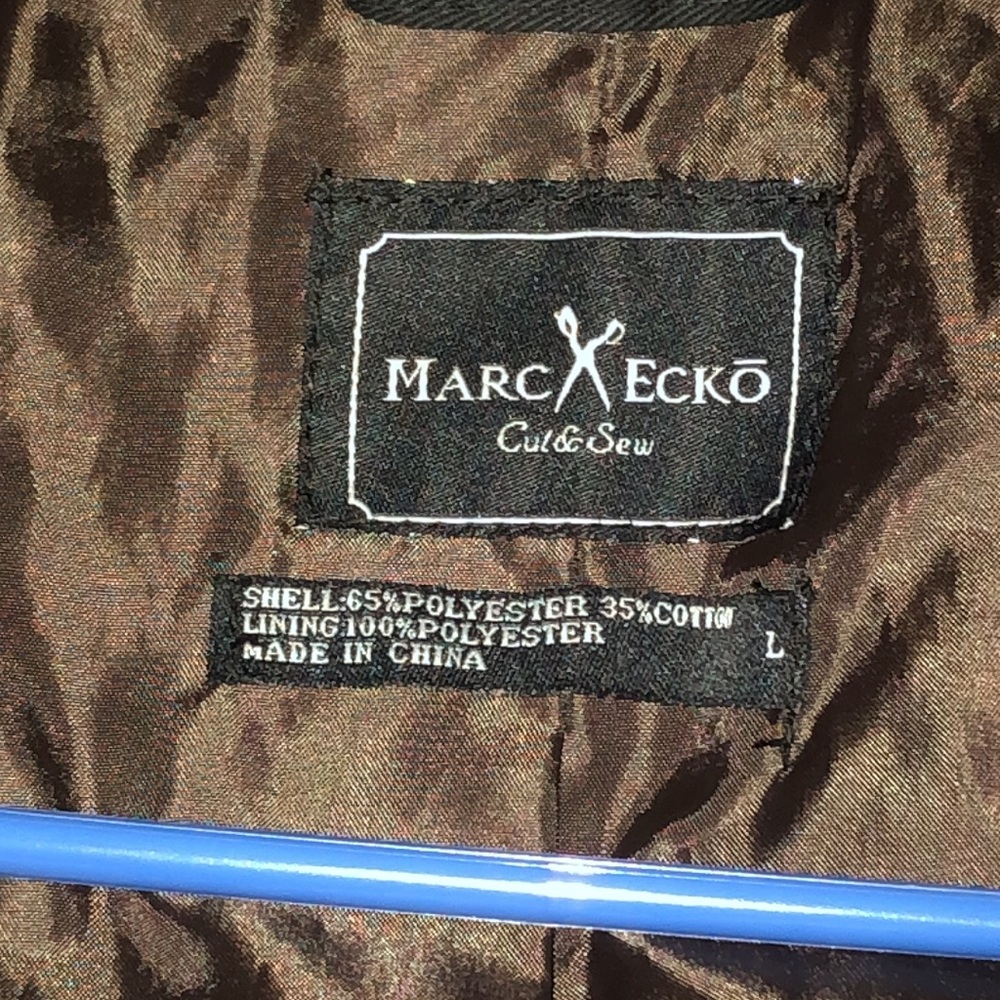 MARC ECKŌ
Cut & Sew
SHELL:65%POLYESTER 35%COTTON
LINING100%POLYESTER
MADE IN CHINA
L